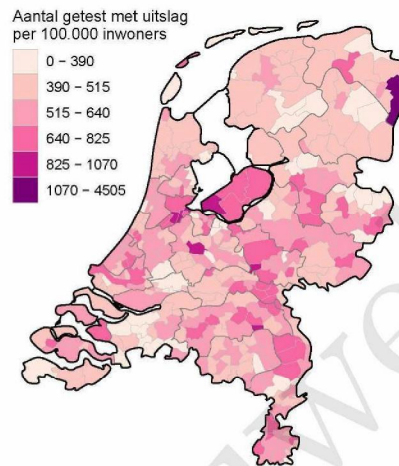 Aantal getest met uitslag
per 100.000 inwoners
0 – 390
390 – 515
515 – 640
640 – 825
825 – 1070
1070 – 4505